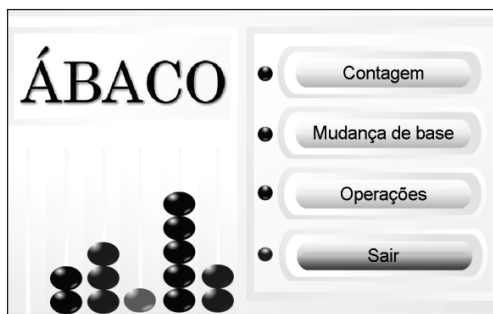 ÁBACO
Contagem
Mudança de base
Operações
Sair